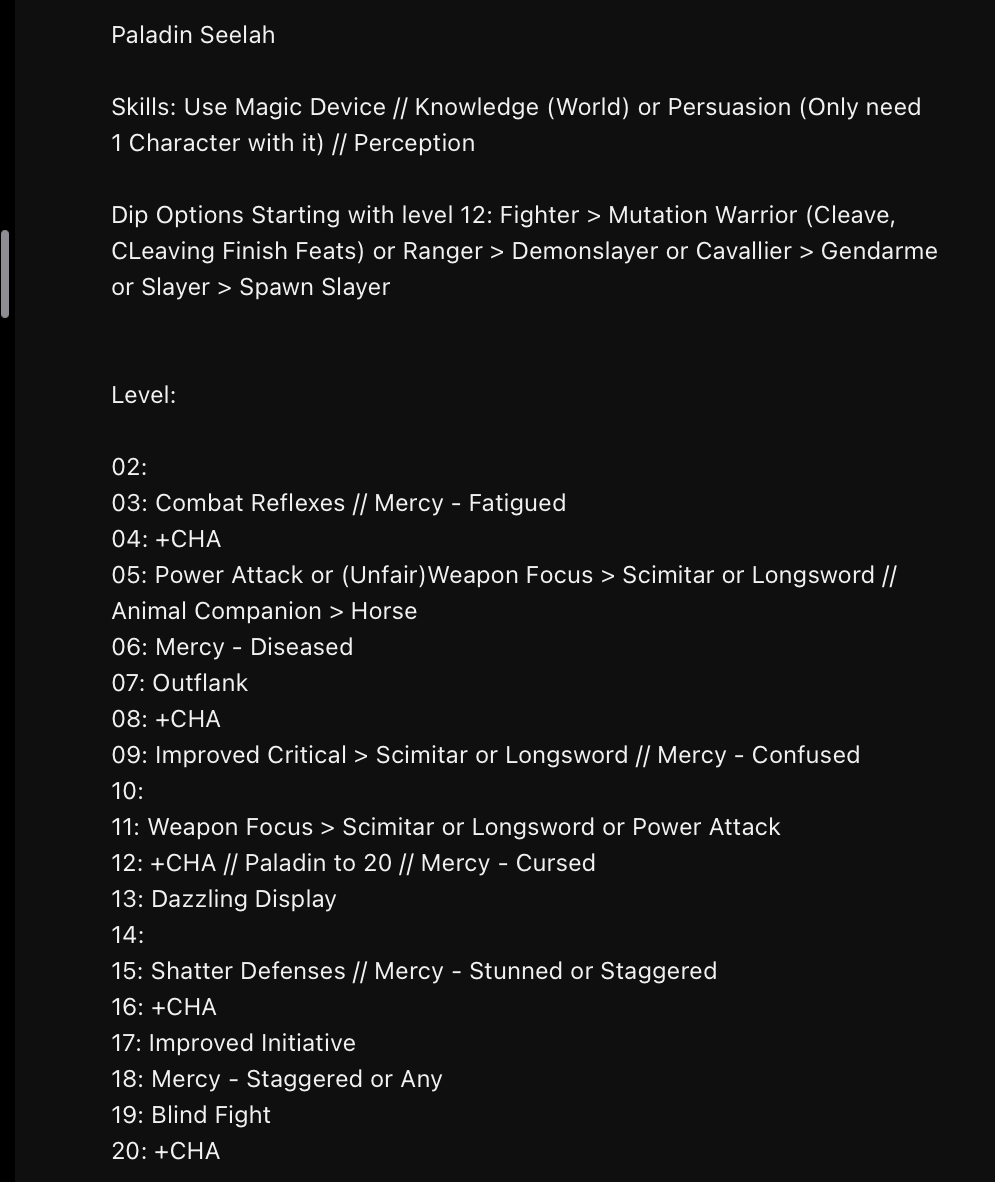 Paladin Seelah
Skills: Use Magic Device // Knowledge (World) or Persuasion (Only need
1 Character with it) // Perception
Dip Options Starting with level 12: Fighter > Mutation Warrior (Cleave,
CLeaving Finish Feats) or Ranger > Demonslayer or Cavallier > Gendarme
or Slayer > Spawn Slayer
Level:
02:
03: Combat Reflexes // Mercy - Fatigued
04: +CHA
05: Power Attack or (Unfair)Weapon Focus > Scimitar or Longsword //
Animal Companion > Horse
06: Mercy - Diseased
07: Outflank
08: +CHA
09: Improved Critical > Scimitar or Longsword // Mercy - Confused
10:
11: Weapon Focus > Scimitar or Longsword or Power Attack
12: +CHA // Paladin to 20 // Mercy - Cursed
13: Dazzling Display
14:
15: Shatter Defenses // Mercy - Stunned or Staggered
16: +CHA
17: Improved Initiative
18: Mercy - Staggered or Any
19: Blind Fight
20: +CHA